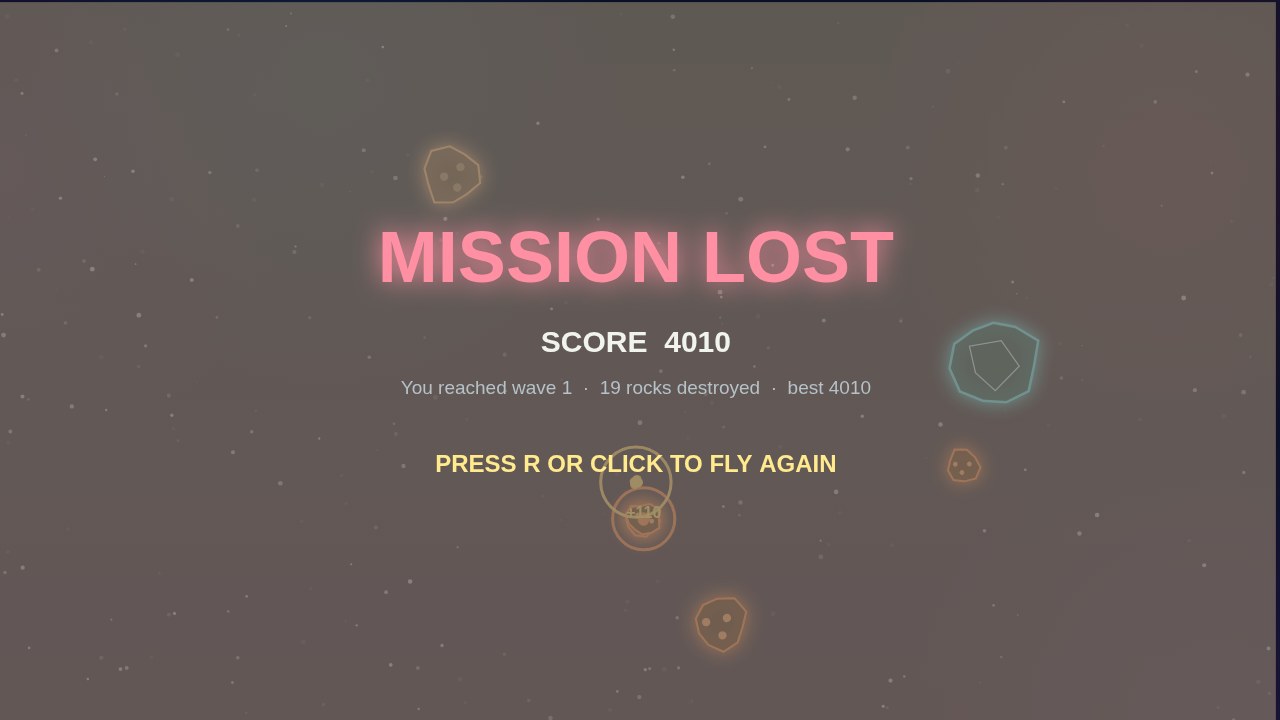 MISSION LOST
SCORE 4010
You reached wave 1 · 19 rocks destroyed · best 4010
PRESS R OR CLICK TO FLY AGAIN